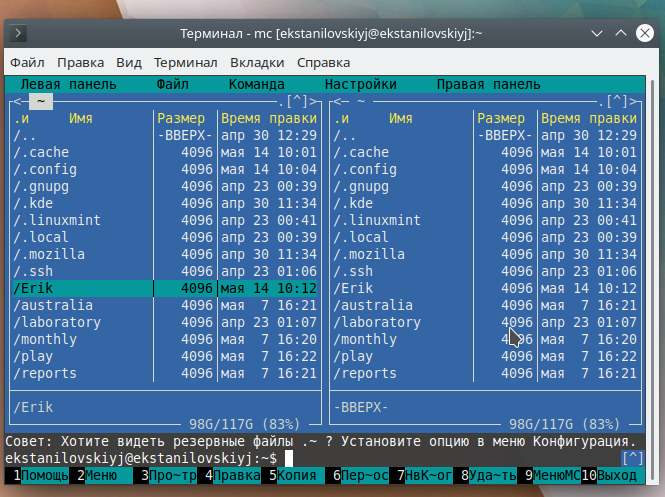 Терминал - mc [ekstanilovskiyj@ekstanilovskiyj]:~
Файл Правка Вид Терминал Вкладки Справка
Левая панель Файл Команда Настройки Правая панель
<─ ~ .[^]> <─ ~ .[^]>
.и Имя Размер Время правки .и Имя Размер Время правки
/.. -ВВЕРХ- апр 30 12:29 /.. -ВВЕРХ- апр 30 12:29
/.cache 4096 мая 14 10:01 /.cache 4096 мая 14 10:01
/.config 4096 мая 14 10:04 /.config 4096 мая 14 10:04
/.gnupg 4096 апр 23 00:39 /.gnupg 4096 апр 23 00:39
/.kde 4096 апр 30 11:34 /.kde 4096 апр 30 11:34
/.linuxmint 4096 апр 23 00:41 /.linuxmint 4096 апр 23 00:41
/.local 4096 апр 23 00:39 /.local 4096 апр 23 00:39
/.mozilla 4096 апр 30 11:34 /.mozilla 4096 апр 30 11:34
/.ssh 4096 апр 23 01:06 /.ssh 4096 апр 23 01:06
/Erik 4096 мая 14 10:12 /Erik 4096 мая 14 10:12
/australia 4096 мая 7 16:21 /australia 4096 мая 7 16:21
/laboratory 4096 апр 23 01:07 /laboratory 4096 апр 23 01:07
/monthly 4096 мая 7 16:20 /monthly 4096 мая 7 16:20
/play 4096 мая 7 16:22 /play 4096 мая 7 16:22
/reports 4096 мая 7 16:21 /reports 4096 мая 7 16:21
/Erik -ВВЕРХ-
98G/117G (83%) 98G/117G (83%)
Совет: Хотите видеть резервные файлы .~ ? Установите опцию в меню Конфигурация.
ekstanilovskiyj@ekstanilovskiyj:~$ [^]
1Помощь 2Меню 3Про~тр 4Правка 5Копия 6Пер~ос 7НвК~ог 8Уда~ть 9МенюМС 10Выход